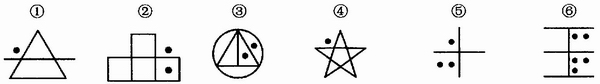 ① ② ③ ④ ⑤ ⑥